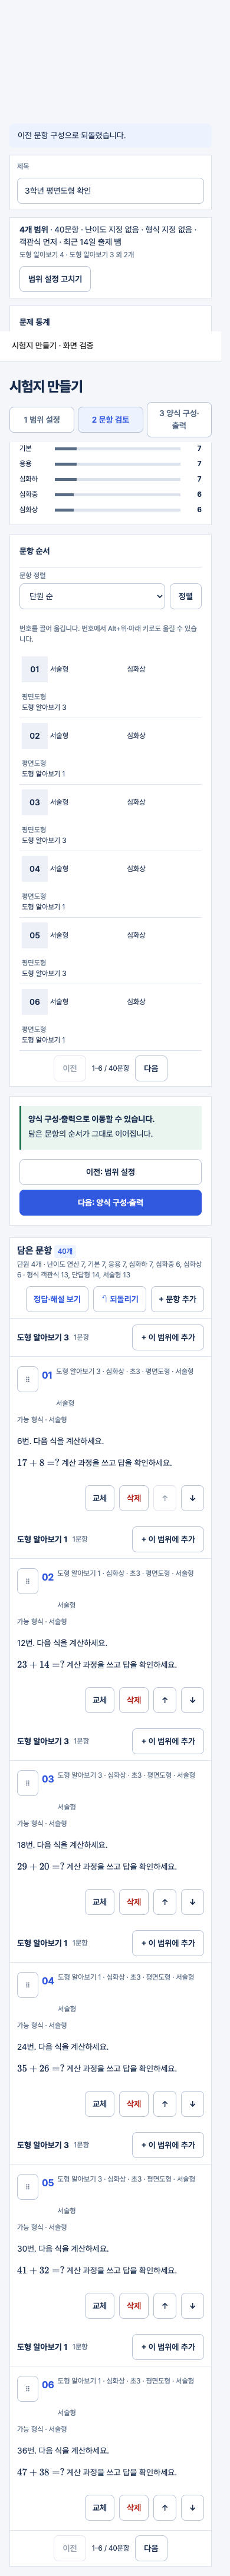 이전 문항 구성으로 되돌렸습니다.
제목
3학년 평면도형 확인
4개 범위 · 40문항 · 난이도 지정 없음 · 형식 지정 없음 ·
객관식 먼저 · 최근 14일 출제 뺌
도형 알아보기 4 · 도형 알아보기 3 외 2개
범위 설정 고치기
문제 통계
시험지 만들기 · 화면 검증
시험지 만들기
1 범위 설정
2 문항 검토
3 양식 구성·
출력
기본 7
응용 7
심화하 7
심화중 6
심화상 6
문항 순서
문항 정렬
단원 순
정렬
번호를 끌어 옮깁니다. 번호에서 Alt+위·아래 키로도 옮길 수 있습
니다.
01 서술형 심화상
평면도형
도형 알아보기 3
02 서술형 심화상
평면도형
도형 알아보기 1
03 서술형 심화상
평면도형
도형 알아보기 3
04 서술형 심화상
평면도형
도형 알아보기 1
05 서술형 심화상
평면도형
도형 알아보기 3
06 서술형 심화상
평면도형
도형 알아보기 1
이전 1–6 / 40문항 다음
양식 구성·출력으로 이동할 수 있습니다.
담은 문항의 순서가 그대로 이어집니다.
이전: 범위 설정
다음: 양식 구성·출력
담은 문항 40개
단원 4개 · 난이도 연산 7, 기본 7, 응용 7, 심화하 7, 심화중 6, 심화상
6 · 형식 객관식 13, 단답형 14, 서술형 13
정답·해설 보기
되돌리기
+ 문항 추가
도형 알아보기 3 1문항 + 이 범위에 추가
01 도형 알아보기 3 · 심화상 · 초3 · 평면도형 · 서술형
서술형
가능 형식 · 서술형
6번. 다음 식을 계산하세요.
17 + 8 =? 계산 과정을 쓰고 답을 확인하세요.
교체 삭제 ↑ ↓
도형 알아보기 1 1문항 + 이 범위에 추가
02 도형 알아보기 1 · 심화상 · 초3 · 평면도형 · 서술형
서술형
가능 형식 · 서술형
12번. 다음 식을 계산하세요.
23 + 14 =? 계산 과정을 쓰고 답을 확인하세요.
교체 삭제 ↑ ↓
도형 알아보기 3 1문항 + 이 범위에 추가
03 도형 알아보기 3 · 심화상 · 초3 · 평면도형 · 서술형
서술형
가능 형식 · 서술형
18번. 다음 식을 계산하세요.
29 + 20 =? 계산 과정을 쓰고 답을 확인하세요.
교체 삭제 ↑ ↓
도형 알아보기 1 1문항 + 이 범위에 추가
04 도형 알아보기 1 · 심화상 · 초3 · 평면도형 · 서술형
서술형
가능 형식 · 서술형
24번. 다음 식을 계산하세요.
35 + 26 =? 계산 과정을 쓰고 답을 확인하세요.
교체 삭제 ↑ ↓
도형 알아보기 3 1문항 + 이 범위에 추가
05 도형 알아보기 3 · 심화상 · 초3 · 평면도형 · 서술형
서술형
가능 형식 · 서술형
30번. 다음 식을 계산하세요.
41 + 32 =? 계산 과정을 쓰고 답을 확인하세요.
교체 삭제 ↑ ↓
도형 알아보기 1 1문항 + 이 범위에 추가
06 도형 알아보기 1 · 심화상 · 초3 · 평면도형 · 서술형
서술형
가능 형식 · 서술형
36번. 다음 식을 계산하세요.
47 + 38 =? 계산 과정을 쓰고 답을 확인하세요.
교체 삭제 ↑ ↓
이전 1–6 / 40문항 다음